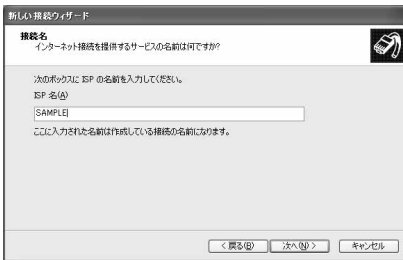 新しい接続ウィザード
接続名
インターネット接続を提供するサービスの名前は何ですか?
次のボックスに ISP の名前を入力してください。
ISP 名(A)
SAMPLE
ここに入力された名前は作成している接続の名前になります。
< 戻る(B)
次へ(N) >
キャンセル